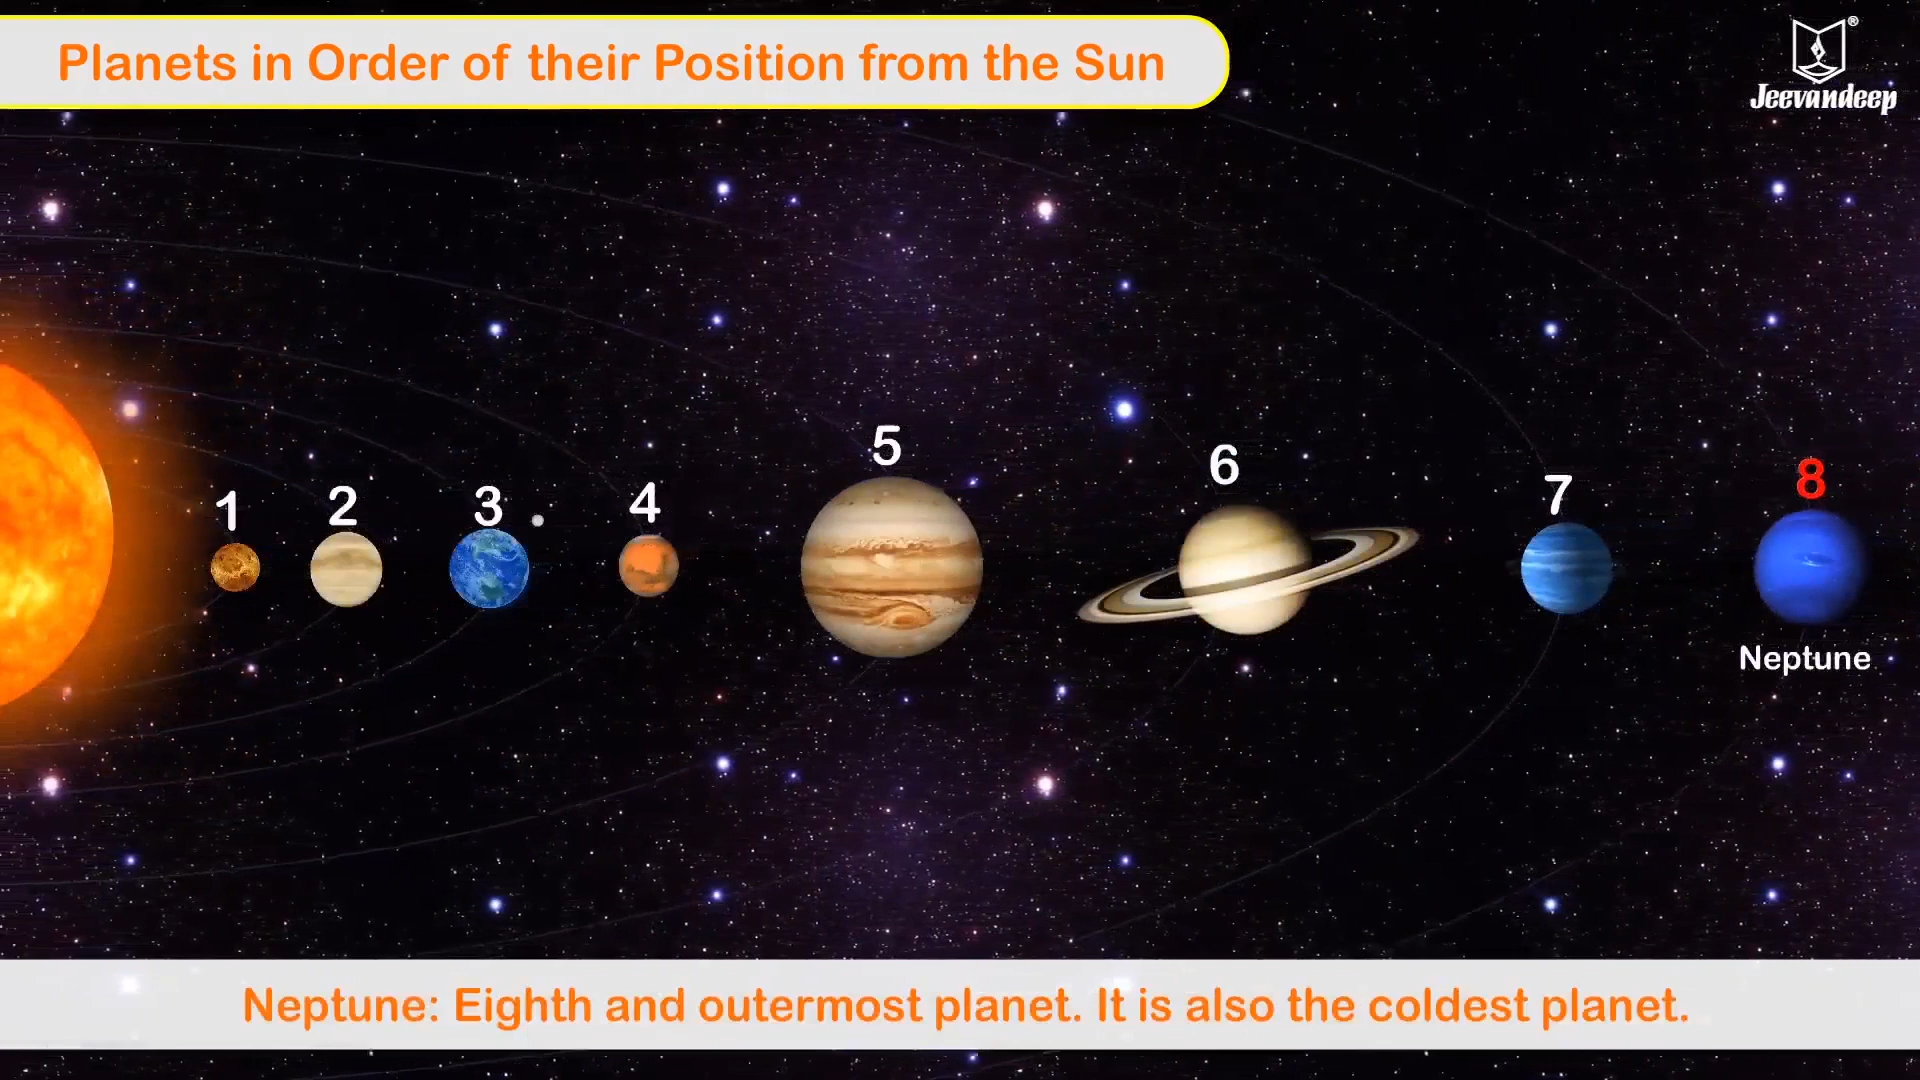 Planets in Order of their Position from the Sun
®
Jeevandeep
1
2
3
4
5
6
7
8
Neptune
Neptune: Eighth and outermost planet. It is also the coldest planet.